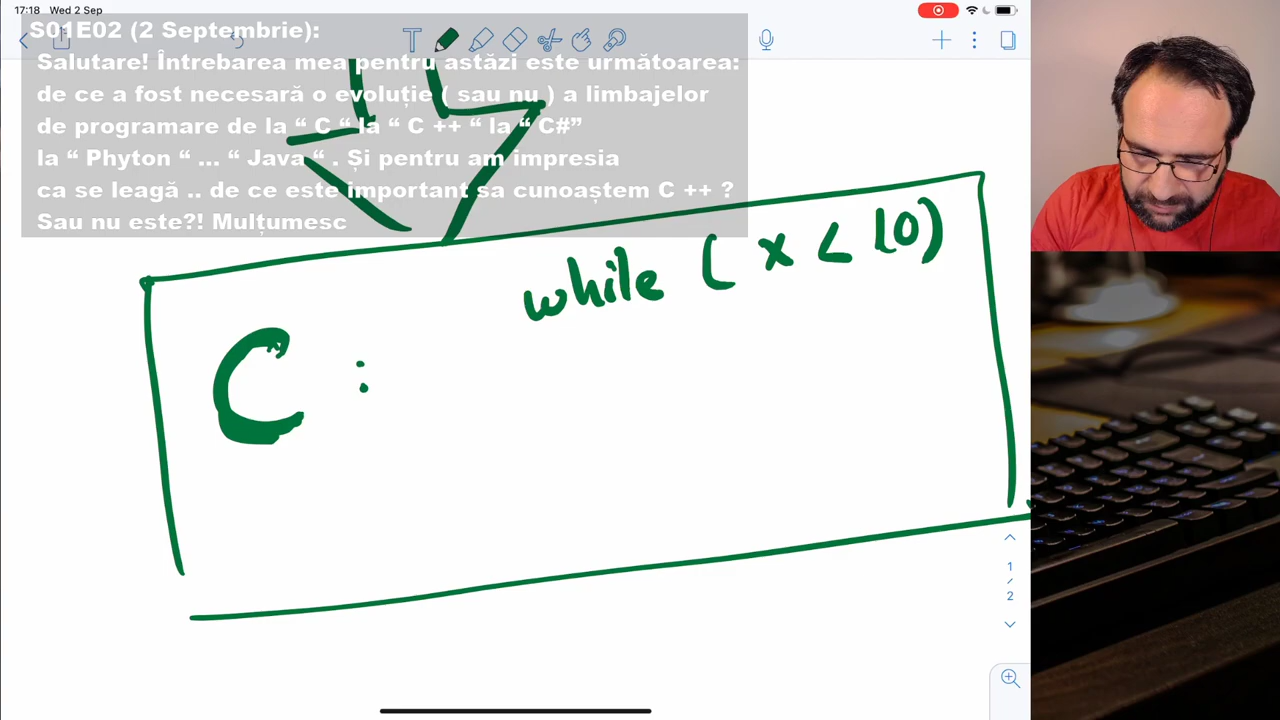 17:18 Wed 2 Sep
S01E02 (2 Septembrie):
Salutare! Întrebarea mea pentru astăzi este următoarea:
de ce a fost necesară o evoluție ( sau nu ) a limbajelor
de programare de la “ C “ la “ C ++ “ la “ C#”
la “ Phyton “ ... “ Java “ . Și pentru am impresia
ca se leagă .. de ce este important sa cunoaștem C ++ ?
Sau nu este?! Mulțumesc
while ( x < 10)
C :
1
/
2